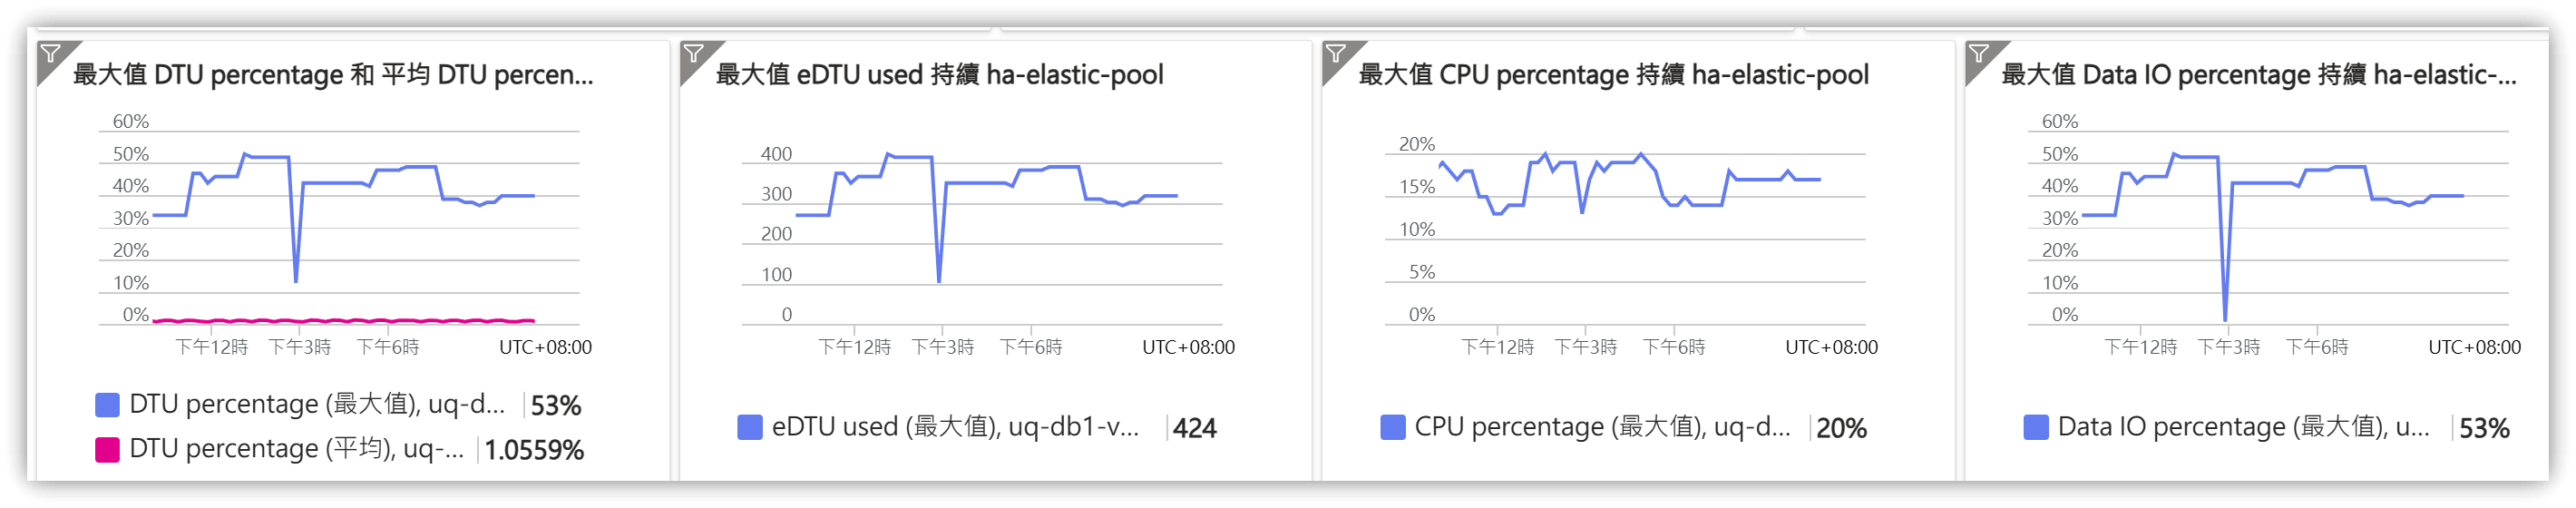 最大值 DTU percentage 和 平均 DTU percen...
60%
50%
40%
30%
20%
10%
0%
下午12時 下午3時 下午6時 UTC+08:00
DTU percentage (最大值), uq-d... 53%
DTU percentage (平均), uq-... 1.0559%
最大值 eDTU used 持續 ha-elastic-pool
400
300
200
100
0
下午12時 下午3時 下午6時 UTC+08:00
eDTU used (最大值), uq-db1-v... 424
最大值 CPU percentage 持續 ha-elastic-pool
20%
15%
10%
5%
0%
下午12時 下午3時 下午6時 UTC+08:00
CPU percentage (最大值), uq-d... 20%
最大值 Data IO percentage 持續 ha-elastic-...
60%
50%
40%
30%
20%
10%
0%
下午12時 下午3時 下午6時 UTC+08:00
Data IO percentage (最大值), u... 53%